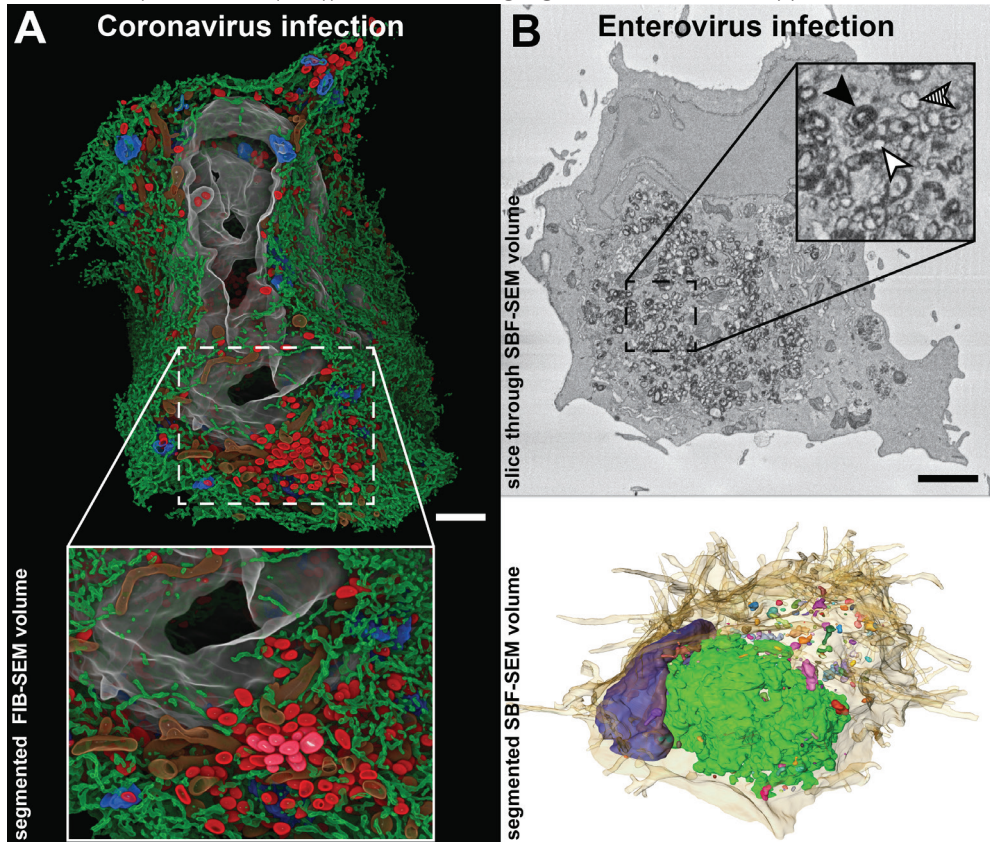 A
Coronavirus infection
segmented FIB-SEM volume
B
Enterovirus infection
slice through SBF-SEM volume
segmented SBF-SEM volume